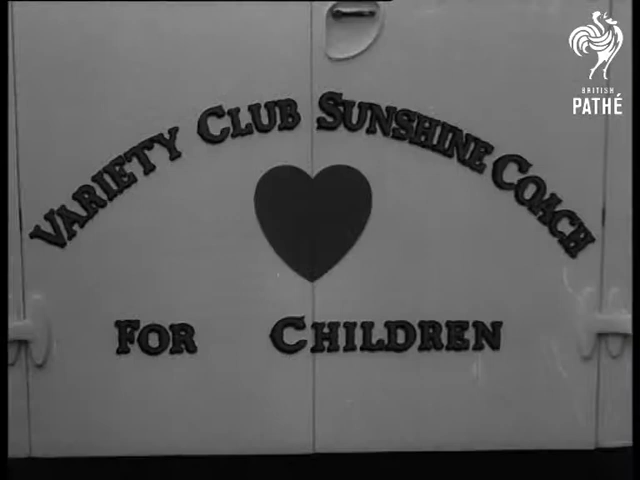 BRITISH
PATHÉ
VARIETY CLUB SUNSHINE COACH
FOR CHILDREN